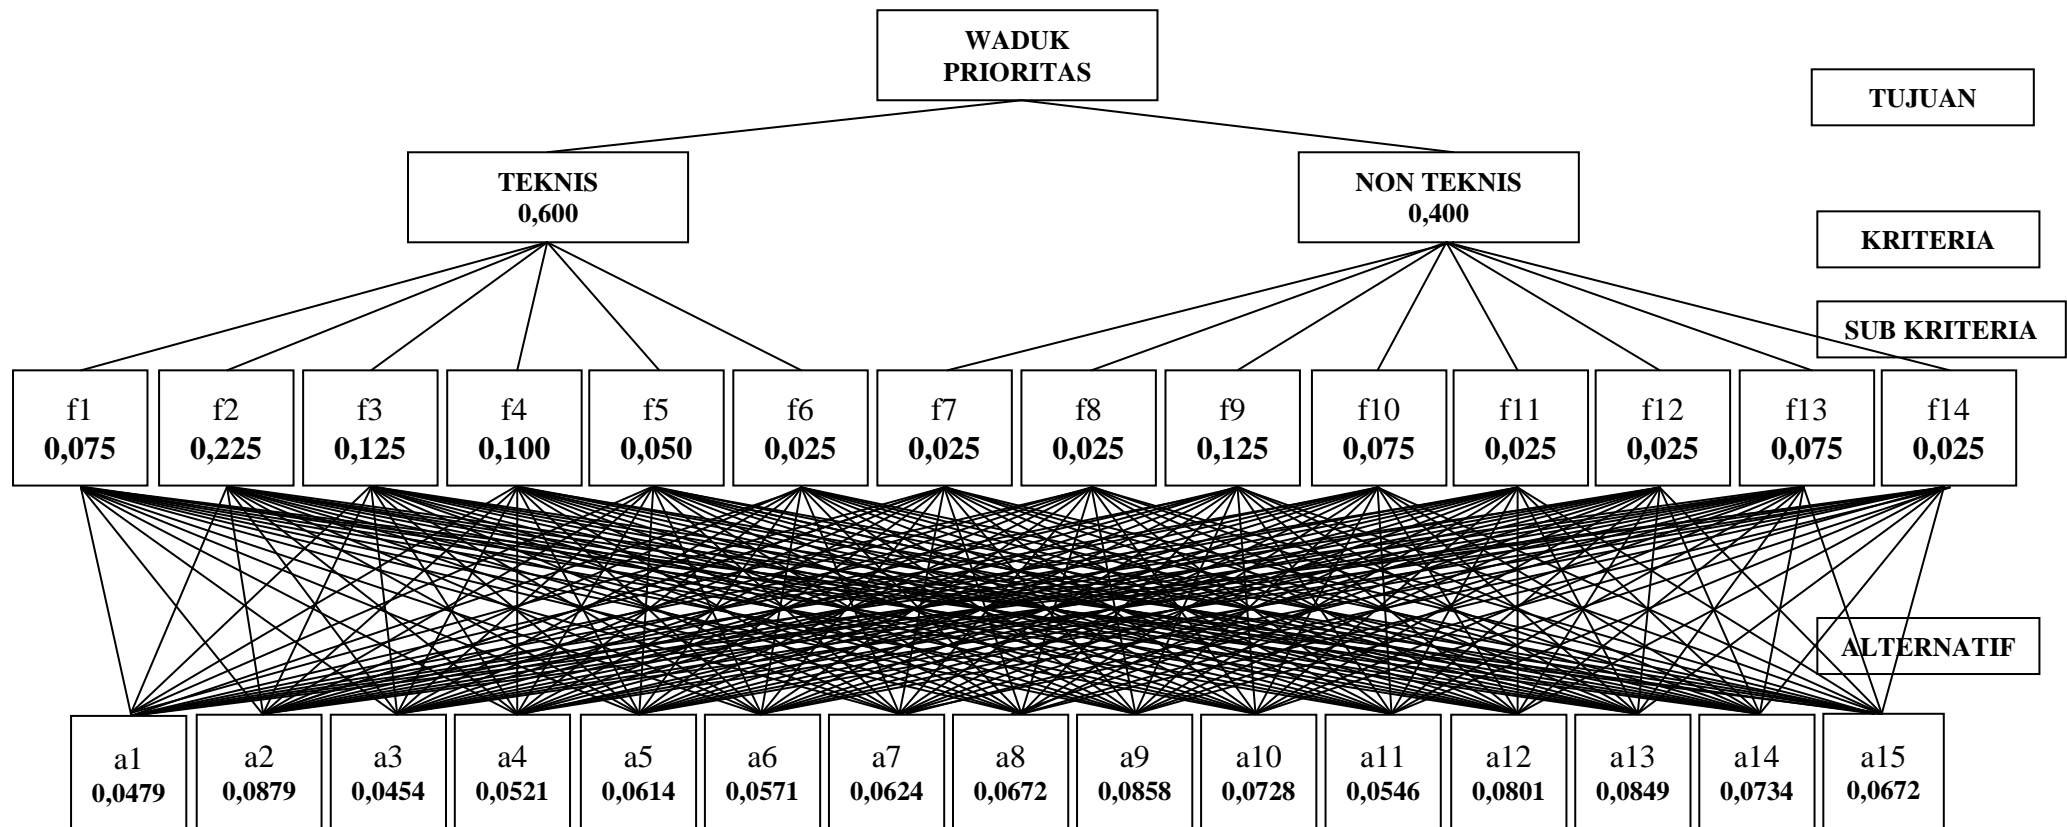 WADUK
PRIORITAS
TUJUAN
TEKNIS
0,600
NON TEKNIS
0,400
KRITERIA
SUB KRITERIA
f1
0,075
f2
0,225
f3
0,125
f4
0,100
f5
0,050
f6
0,025
f7
0,025
f8
0,025
f9
0,125
f10
0,075
f11
0,025
f12
0,025
f13
0,075
f14
0,025
ALTERNATIF
a1
0,0479
a2
0,0879
a3
0,0454
a4
0,0521
a5
0,0614
a6
0,0571
a7
0,0624
a8
0,0672
a9
0,0858
a10
0,0728
a11
0,0546
a12
0,0801
a13
0,0849
a14
0,0734
a15
0,0672